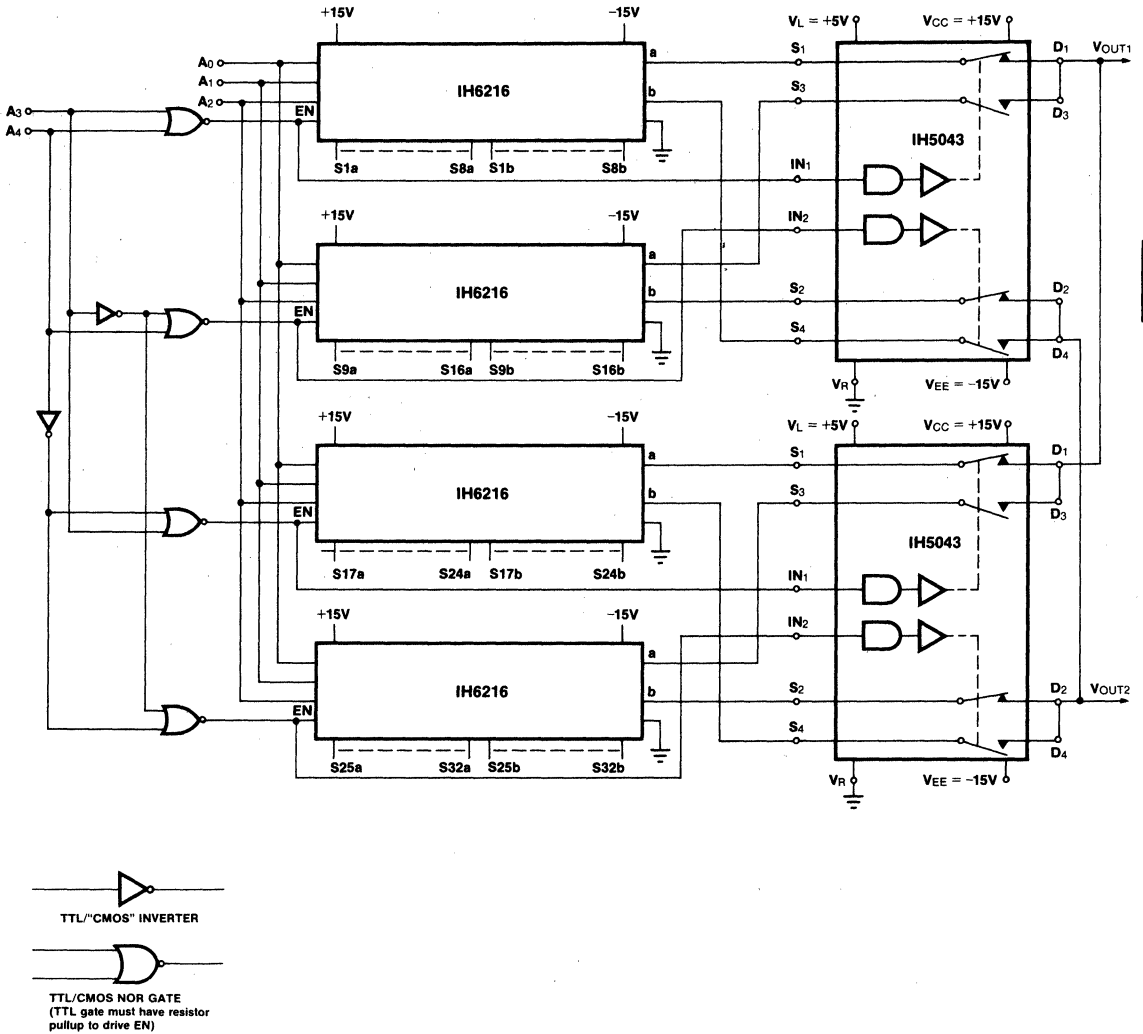 +15V
−15V
A0
A1
A2
EN
IH6216
a
b
S1a
S8a
S1b
S8b
A3
A4
VL = +5V
VCC = +15V
S1
S3
IN1
IN2
S2
S4
IH5043
D1
VOUT1
D3
D2
D4
VR
VEE = −15V
+15V
−15V
EN
IH6216
a
b
S9a
S16a
S9b
S16b
+15V
−15V
EN
IH6216
a
b
S17a
S24a
S17b
S24b
VL = +5V
VCC = +15V
S1
S3
IN1
IN2
S2
S4
IH5043
D1
D3
D2
VOUT2
D4
VR
VEE = −15V
+15V
−15V
EN
IH6216
a
b
S25a
S32a
S25b
S32b
TTL/"CMOS" INVERTER
TTL/CMOS NOR GATE
(TTL gate must have resistor
pullup to drive EN)